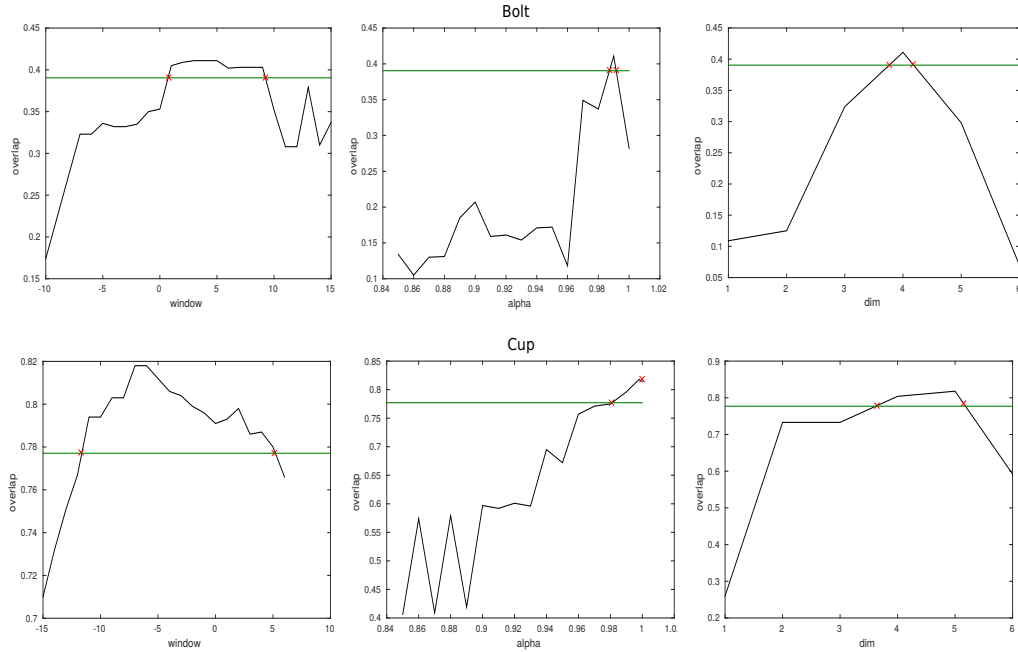 Bolt
0.45
0.4
0.35
0.3
0.25
0.2
0.15
overlap
-10 -5 0 5 10 15
window
0.45
0.4
0.35
0.3
0.25
0.2
0.15
0.1
overlap
0.84 0.86 0.88 0.9 0.92 0.94 0.96 0.98 1 1.02
alpha
0.45
0.4
0.35
0.3
0.25
0.2
0.15
0.1
0.05
overlap
1 2 3 4 5 6
dim
Cup
0.82
0.8
0.78
0.76
0.74
0.72
0.7
overlap
-15 -10 -5 0 5 10
window
0.85
0.8
0.75
0.7
0.65
0.6
0.55
0.5
0.45
0.4
overlap
0.84 0.86 0.88 0.9 0.92 0.94 0.96 0.98 1 1.0
alpha
0.9
0.8
0.7
0.6
0.5
0.4
0.3
0.2
overlap
1 2 3 4 5 6
dim